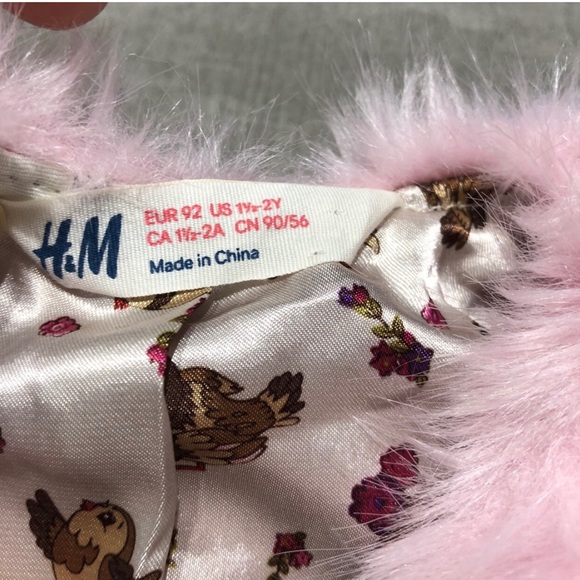 H&M
EUR 92 US 1½-2Y
CA 1½-2A CN 90/56
Made in China